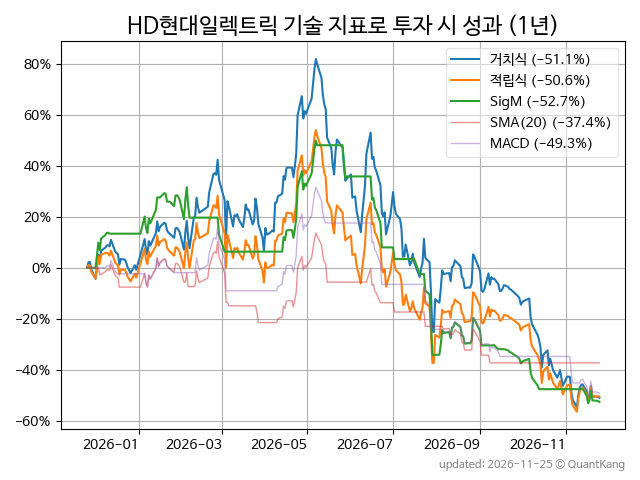 HD현대일렉트릭 기술 지표로 투자 시 성과 (1년)
거치식 (−51.1%)
적립식 (−50.6%)
SigM (−52.7%)
SMA(20) (−37.4%)
MACD (−49.3%)
80%
60%
40%
20%
0%
−20%
−40%
−60%
2026-01 2026-03 2026-05 2026-07 2026-09 2026-11
updated: 2026-11-25 © QuantKang